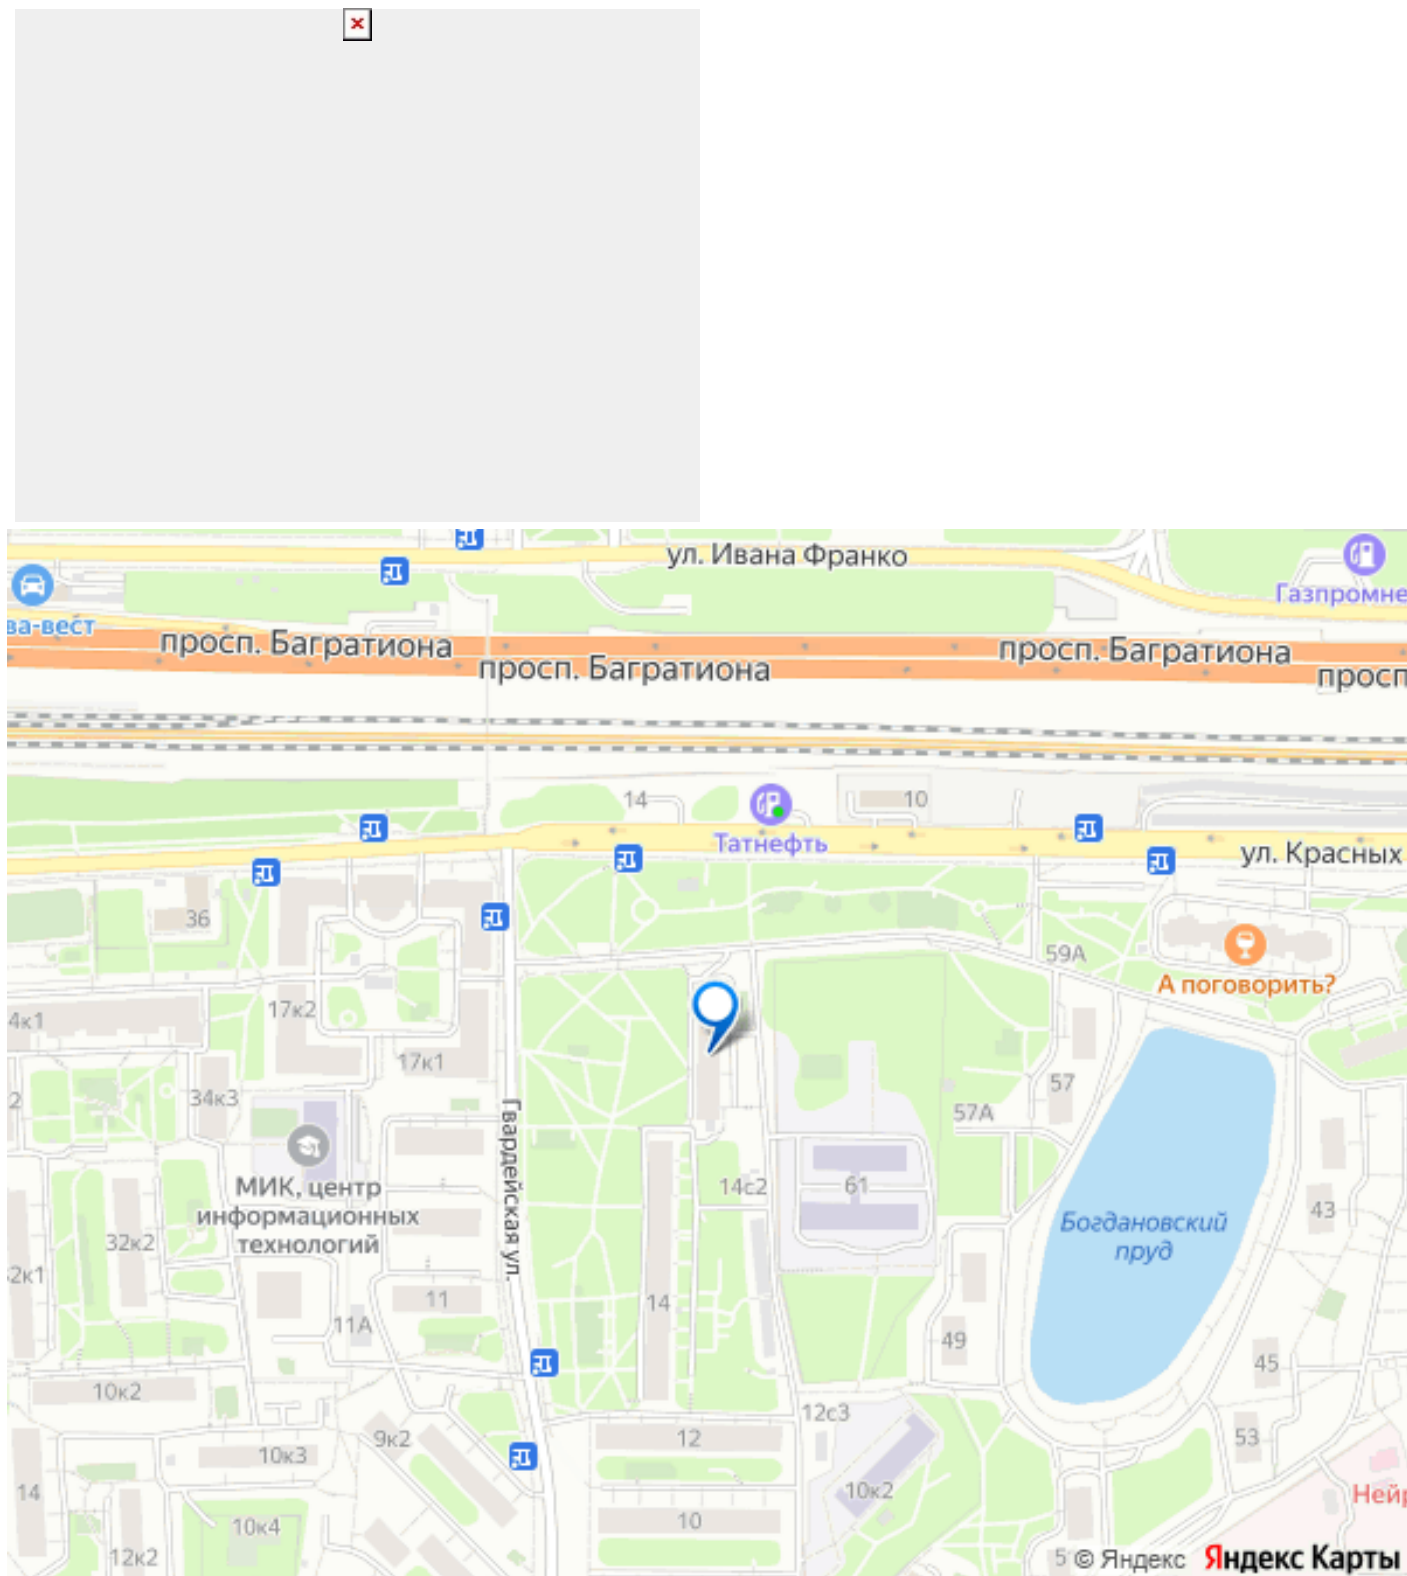 ул. Ивана Франко
Газпромне
ва-вест
просп. Багратиона
просп. Багратиона
просп. Багратиона
просп
14
10
Татнефть
ул. Красных
36
59А
А поговорить?
17к2
4к1
17к1
57
34к3
2
57А
Гвардейская ул.
МИК, центр
информационных
технологий
14с2
61
43
Богдановский
пруд
32к2
2к1
11
14
11А
49
45
10к2
12с3
9к2
12
53
10к3
14
10к2
Ней
10к4
10
12к2
5
© Яндекс
Яндекс Карты